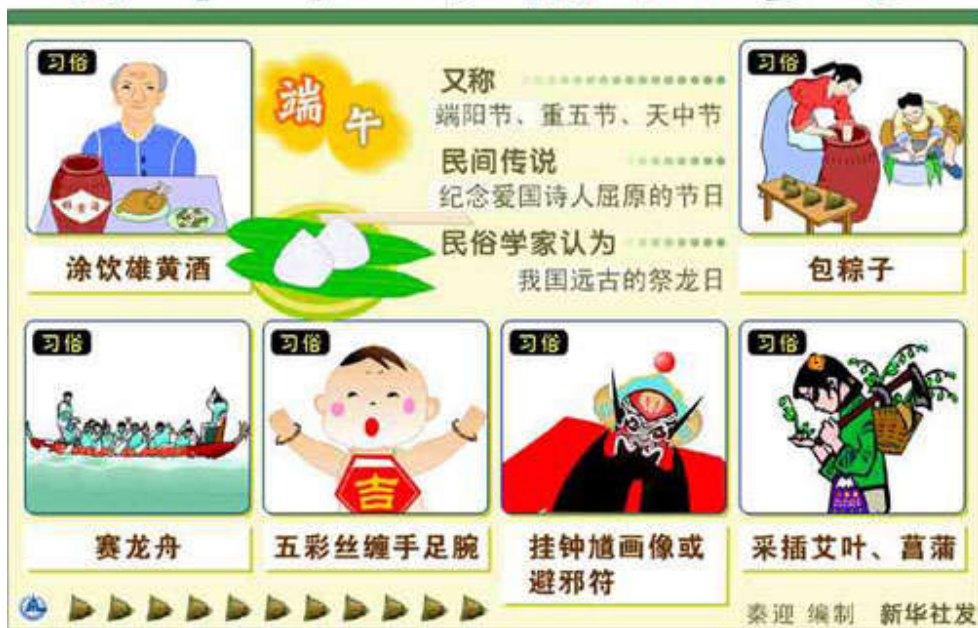 习俗
涂饮雄黄酒
端午
又称
端阳节、重五节、天中节
民间传说
纪念爱国诗人屈原的节日
民俗学家认为
我国远古的祭龙日
习俗
包粽子
习俗
赛龙舟
习俗
吉
五彩丝缠手足腕
习俗
挂钟馗画像或
避邪符
习俗
采插艾叶、菖蒲
秦迎 编制 新华社发